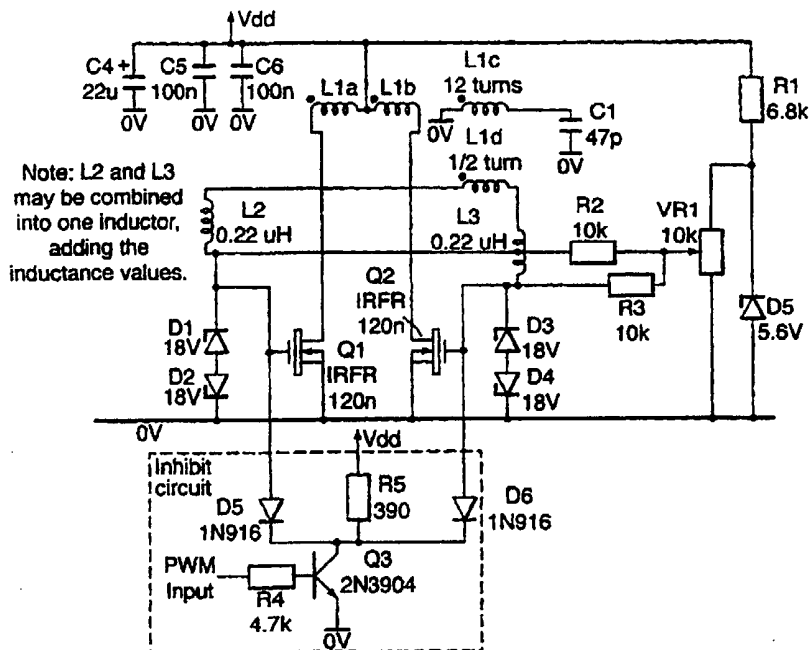 Vdd
C4 +
22u
C5
100n
C6
100n
0V
0V
0V
L1a
L1b
L1c
12 turns
0V
C1
47p
0V
R1
6.8k
L1d
1/2 turn
Note: L2 and L3
may be combined
into one inductor,
adding the
inductance values.
L2
0.22 uH
L3
0.22 uH
R2
10k
VR1
10k
R3
10k
D5
5.6V
Q2
IRFR
120n
D1
18V
D2
18V
Q1
IRFR
120n
D3
18V
D4
18V
0V
Vdd
Inhibit
circuit
D5
1N916
R5
390
D6
1N916
PWM
Input
R4
4.7k
Q3
2N3904
0V